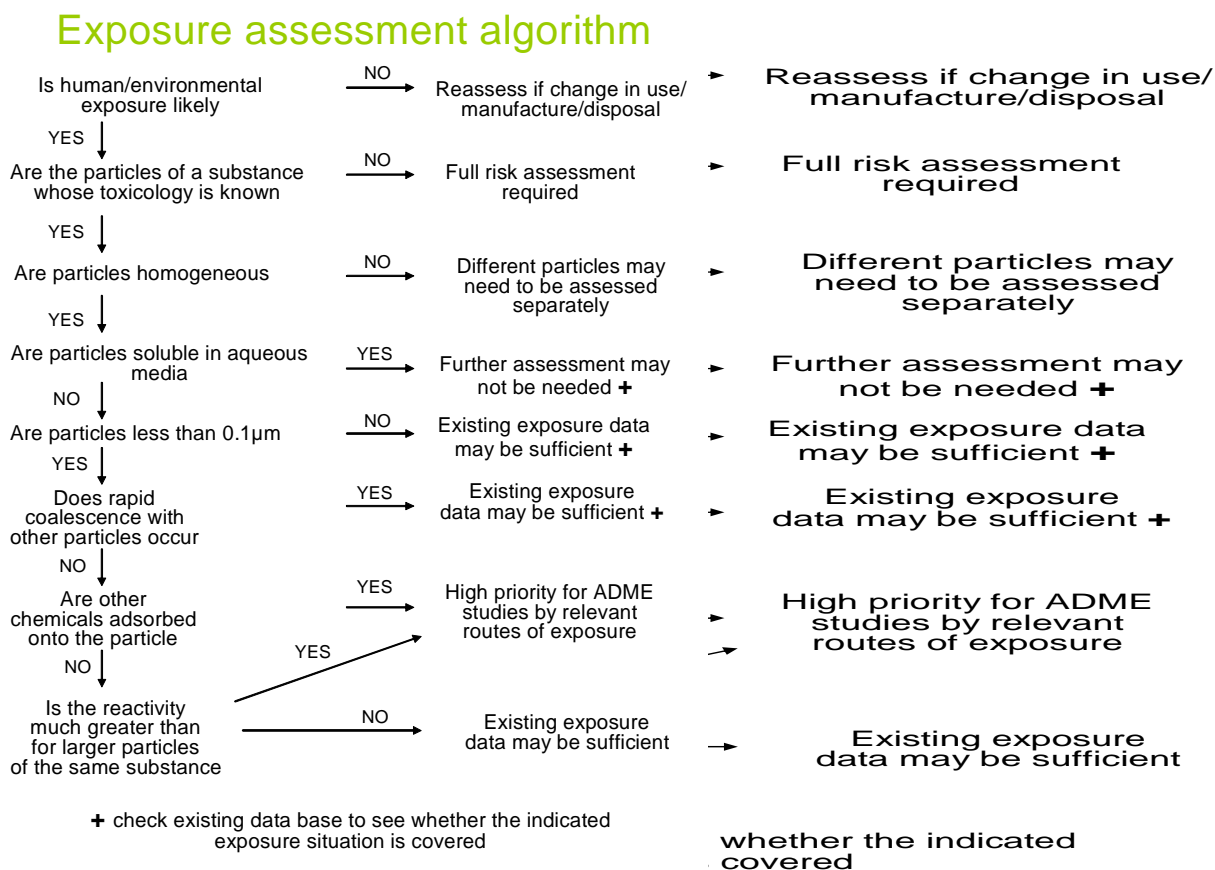 Exposure assessment algorithm
Is human/environmental
exposure likely
NO
Reassess if change in use/
manufacture/disposal
Reassess if change in use/
manufacture/disposal
YES
Are the particles of a substance
whose toxicology is known
NO
Full risk assessment
required
Full risk assessment
required
YES
Are particles homogeneous
NO
Different particles may
need to be assessed
separately
Different particles may
need to be assessed
separately
YES
Are particles soluble in aqueous
media
YES
Further assessment may
not be needed +
Further assessment may
not be needed +
NO
Are particles less than 0.1µm
NO
Existing exposure data
may be sufficient +
Existing exposure data
may be sufficient +
YES
Does rapid
coalescence with
other particles occur
YES
Existing exposure
data may be sufficient +
Existing exposure
data may be sufficient +
NO
Are other
chemicals adsorbed
onto the particle
YES
High priority for ADME
studies by relevant
routes of exposure
High priority for ADME
studies by relevant
routes of exposure
NO
YES
Is the reactivity
much greater than
for larger particles
of the same substance
NO
Existing exposure
data may be sufficient
Existing exposure
data may be sufficient
+ check existing data base to see whether the indicated
exposure situation is covered
whether the indicated
covered